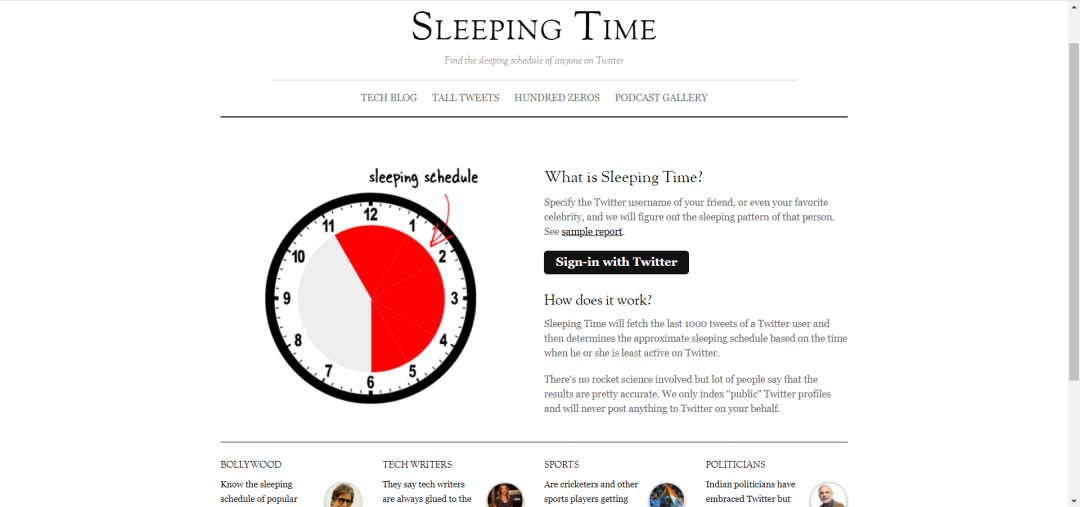 Sleeping Time
Find the sleeping schedule of anyone on Twitter
TECH BLOG TALL TWEETS HUNDRED ZEROS PODCAST GALLERY
sleeping schedule
12
1
2
3
4
5
6
7
8
9
10
11
What is Sleeping Time?
Specify the Twitter username of your friend, or even your favorite
celebrity, and we will figure out the sleeping pattern of that person.
See sample report.
Sign-in with Twitter
How does it work?
Sleeping Time will fetch the last 1000 tweets of a Twitter user and
then determines the approximate sleeping schedule based on the time
when he or she is least active on Twitter.
There's no rocket science involved but lot of people say that the
results are pretty accurate. We only index "public" Twitter profiles
and will never post anything to Twitter on your behalf.
BOLLYWOOD
Know the sleeping
schedule of popular
TECH WRITERS
They say tech writers
are always glued to the
SPORTS
Are cricketers and other
sports players getting
POLITICIANS
Indian politicians have
embraced Twitter but